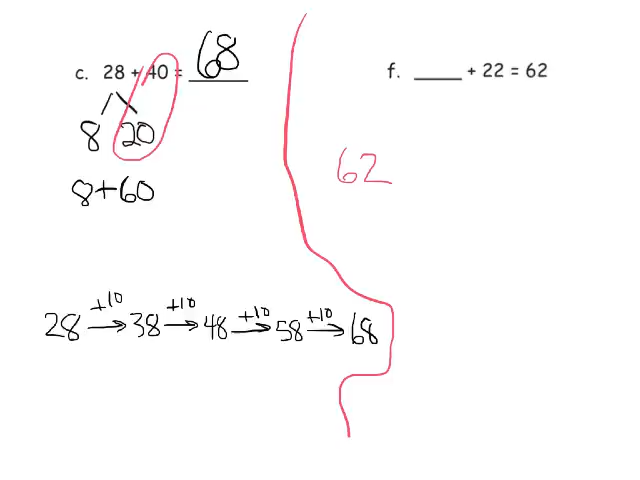 c. 28 + 40 = 68
8 20
8+60
+10 +10 +10 +10
28 → 38 → 48 → 58 → 68
f. ____ + 22 = 62
62